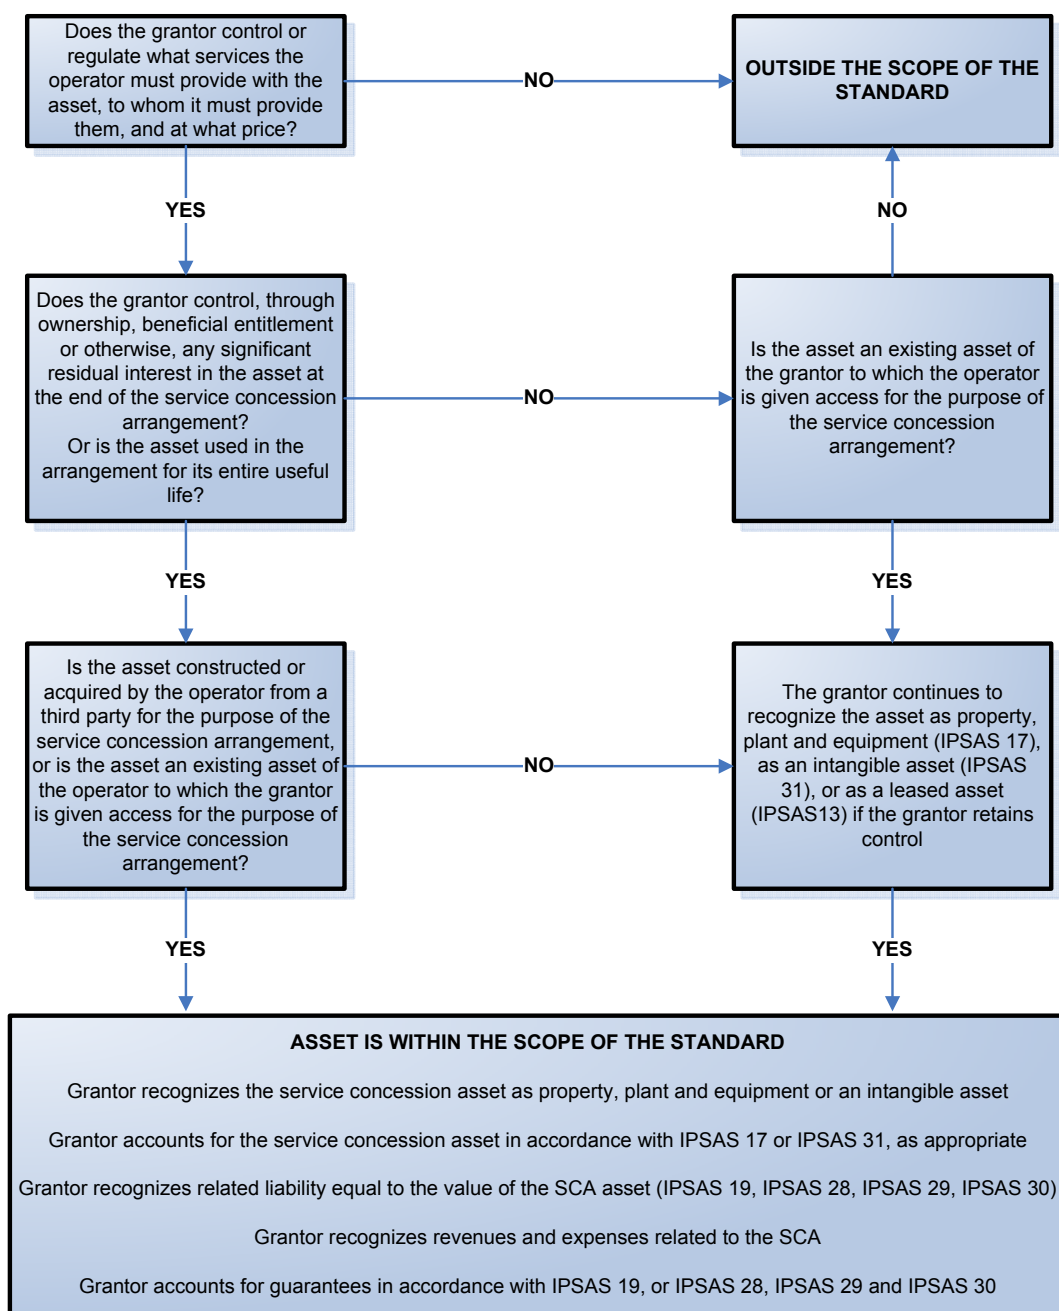 Does the grantor control or
regulate what services the
operator must provide with the
asset, to whom it must provide
them, and at what price?
NO
OUTSIDE THE SCOPE OF THE
STANDARD
YES
NO
Does the grantor control, through
ownership, beneficial entitlement
or otherwise, any significant
residual interest in the asset at
the end of the service concession
arrangement?
Or is the asset used in the
arrangement for its entire useful
life?
NO
Is the asset an existing asset of
the grantor to which the operator
is given access for the purpose of
the service concession
arrangement?
YES
YES
Is the asset constructed or
acquired by the operator from a
third party for the purpose of the
service concession arrangement,
or is the asset an existing asset of
the operator to which the grantor
is given access for the purpose of
the service concession
arrangement?
NO
The grantor continues to
recognize the asset as property,
plant and equipment (IPSAS 17),
as an intangible asset (IPSAS
31), or as a leased asset
(IPSAS13) if the grantor retains
control
YES
YES
ASSET IS WITHIN THE SCOPE OF THE STANDARD
Grantor recognizes the service concession asset as property, plant and equipment or an intangible asset
Grantor accounts for the service concession asset in accordance with IPSAS 17 or IPSAS 31, as appropriate
Grantor recognizes related liability equal to the value of the SCA asset (IPSAS 19, IPSAS 28, IPSAS 29, IPSAS 30)
Grantor recognizes revenues and expenses related to the SCA
Grantor accounts for guarantees in accordance with IPSAS 19, or IPSAS 28, IPSAS 29 and IPSAS 30